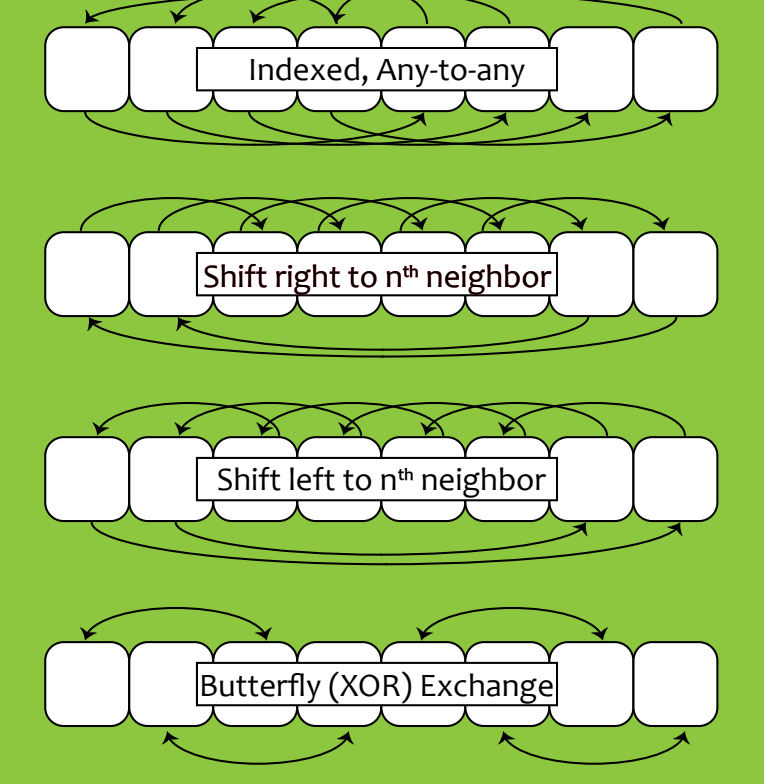 Indexed, Any-to-any
Shift right to nᵗʰ neighbor
Shift left to nᵗʰ neighbor
Butterfly (XOR) Exchange